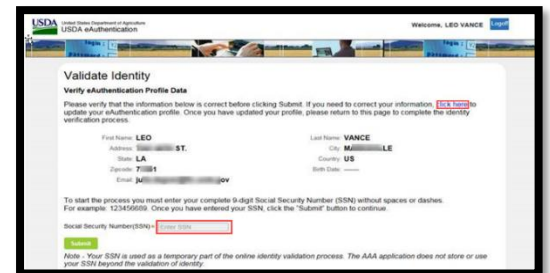 USDA United States Department of Agriculture
USDA eAuthentication
Welcome, LEO VANCE Logoff
Login :
Password :
Login :
Password :
Validate Identity
Verify eAuthentication Profile Data
Please verify that the information below is correct before clicking Submit. If you need to correct your information, click here to
update your eAuthentication profile. Once you have updated your profile, please return to this page to complete the identity
verification process.
First Name: LEO Last Name: VANCE
Address: ST. City: M LE
State: LA Country: US
Zipcode: 7 1 Birth Date: ------
Email: ju ov
To start the process you must enter your complete 9-digit Social Security Number (SSN) without spaces or dashes.
For example: 123456689. Once you have entered your SSN, click the "Submit" button to continue.
Social Security Number(SSN): Enter SSN
Submit
Note - Your SSN is used as a temporary part of the online identity validation process. The AAA application does not store or use
your SSN beyond the validation of identity.